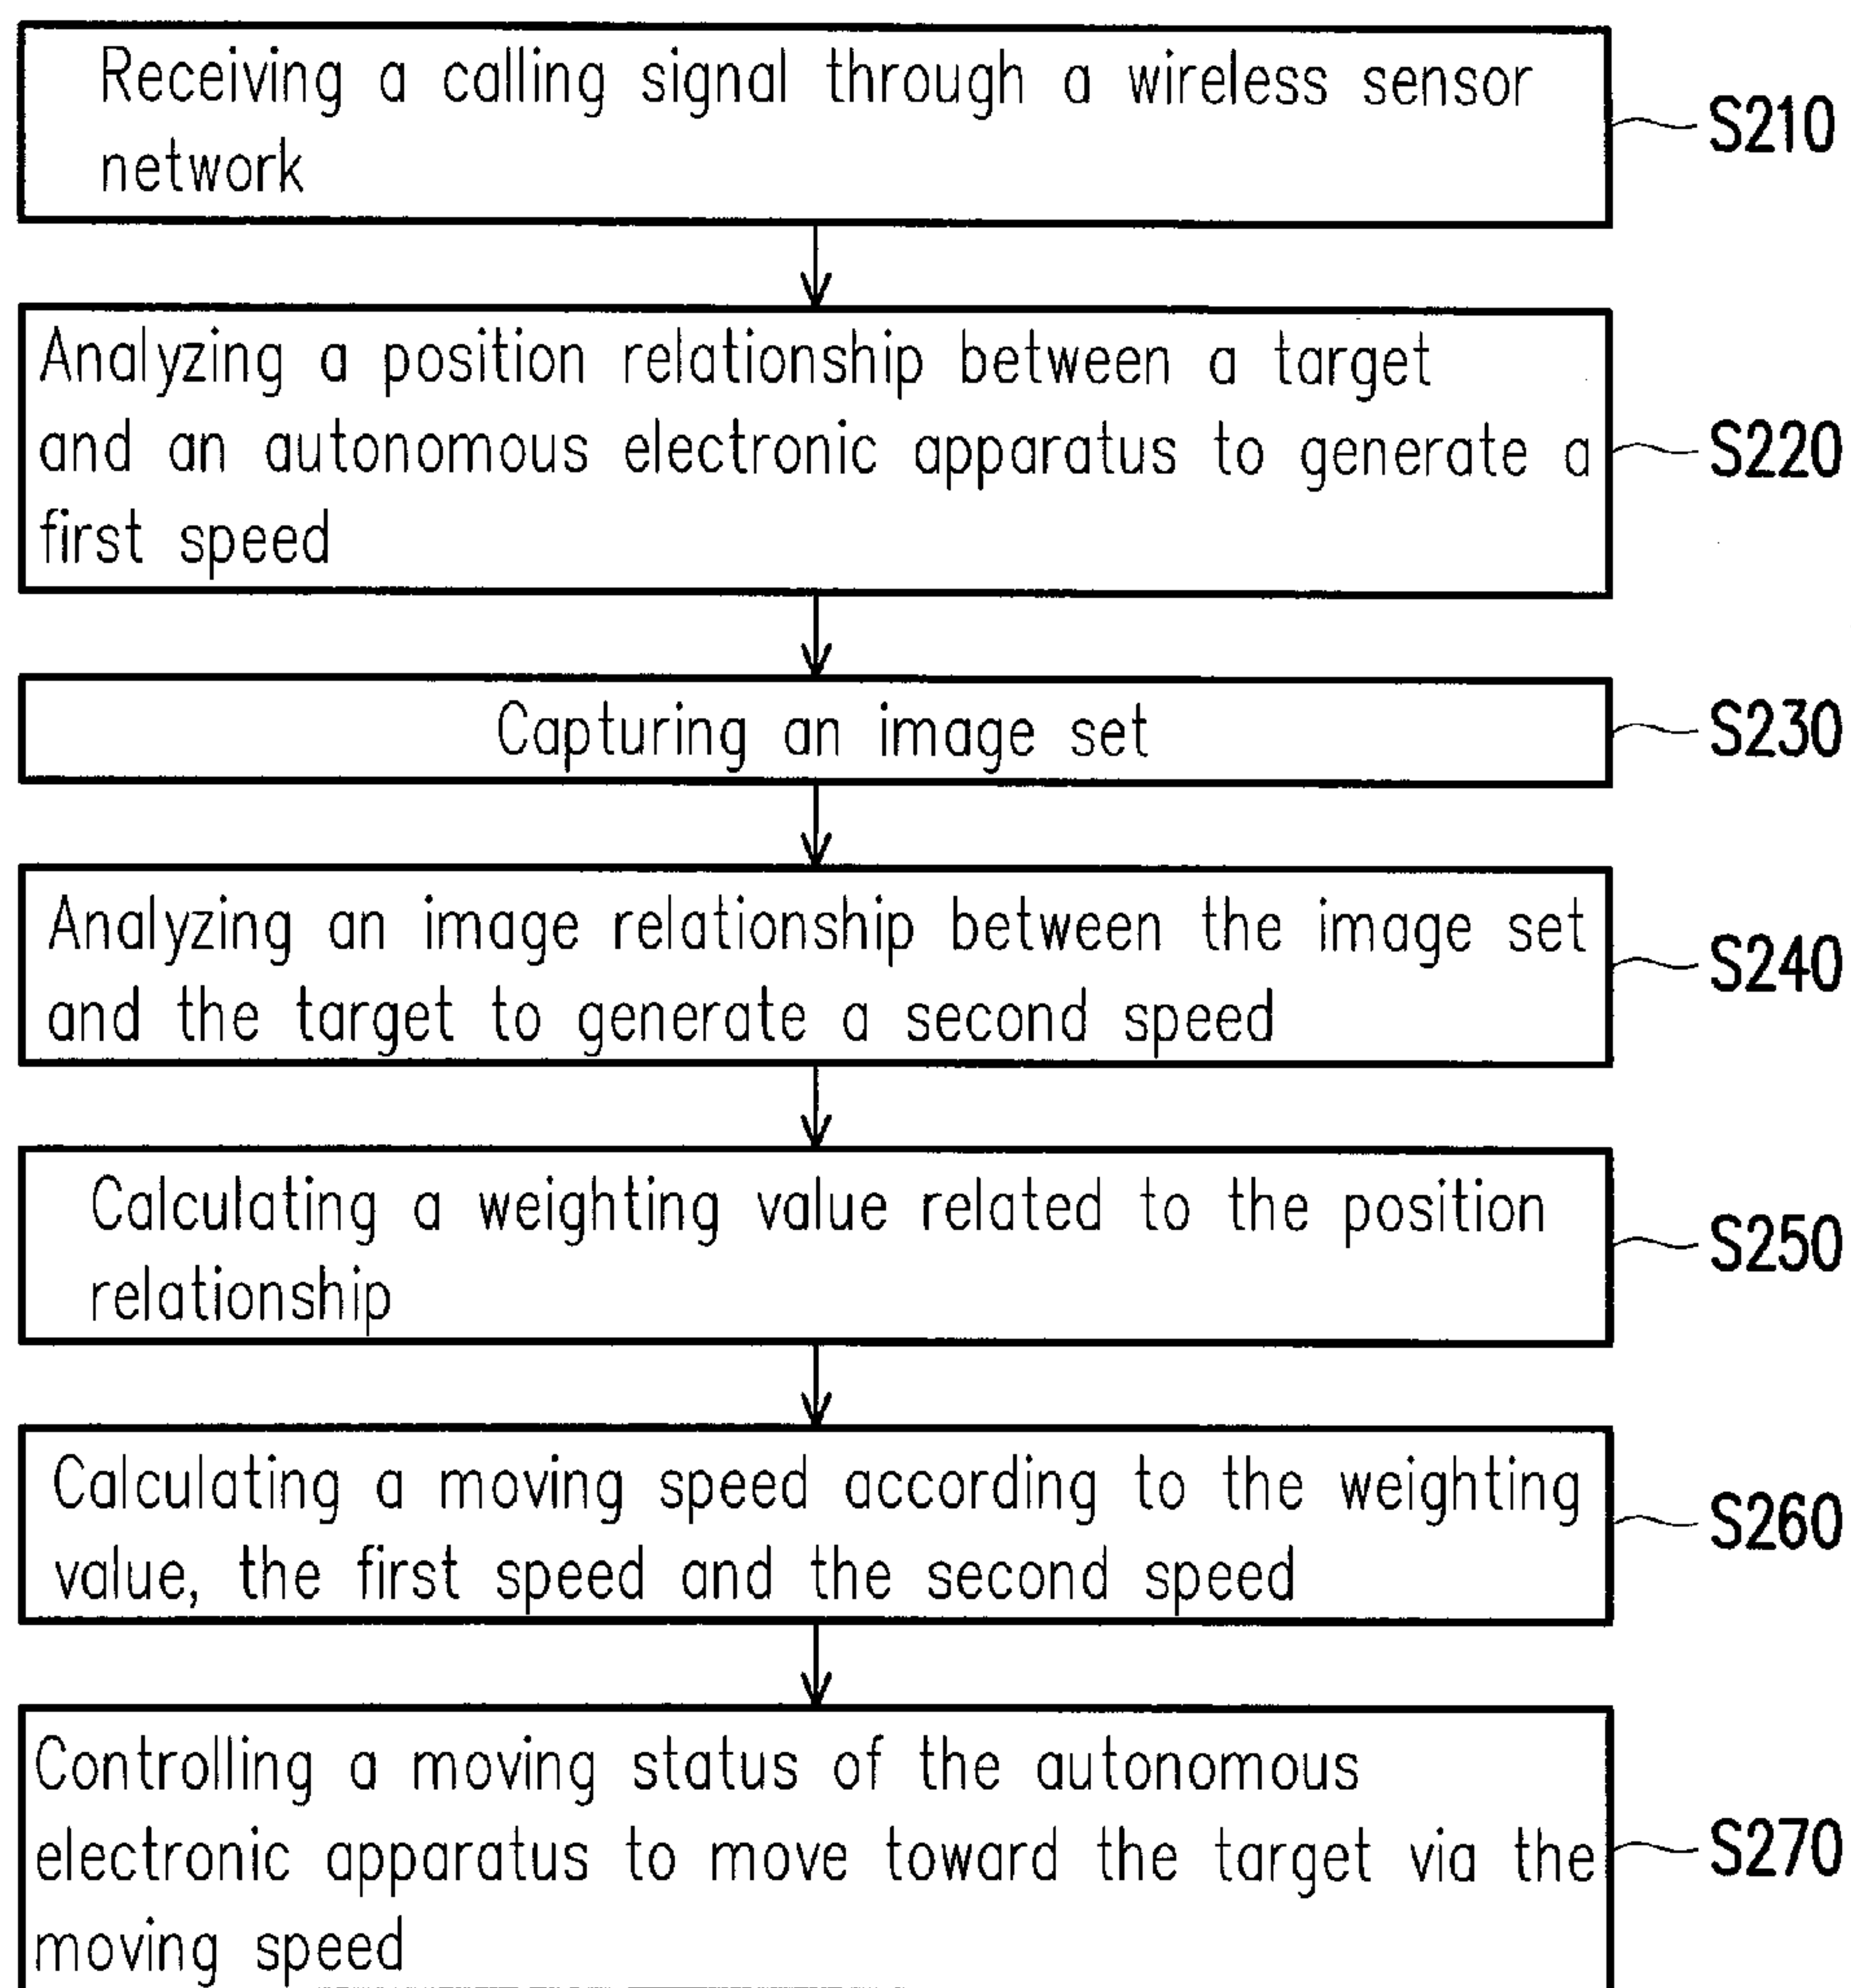 Receiving a calling signal through a wireless sensor
network
S210
Analyzing a position relationship between a target
and an autonomous electronic apparatus to generate a
first speed
S220
Capturing an image set
S230
Analyzing an image relationship between the image set
and the target to generate a second speed
S240
Calculating a weighting value related to the position
relationship
S250
Calculating a moving speed according to the weighting
value, the first speed and the second speed
S260
Controlling a moving status of the autonomous
electronic apparatus to move toward the target via the
moving speed
S270